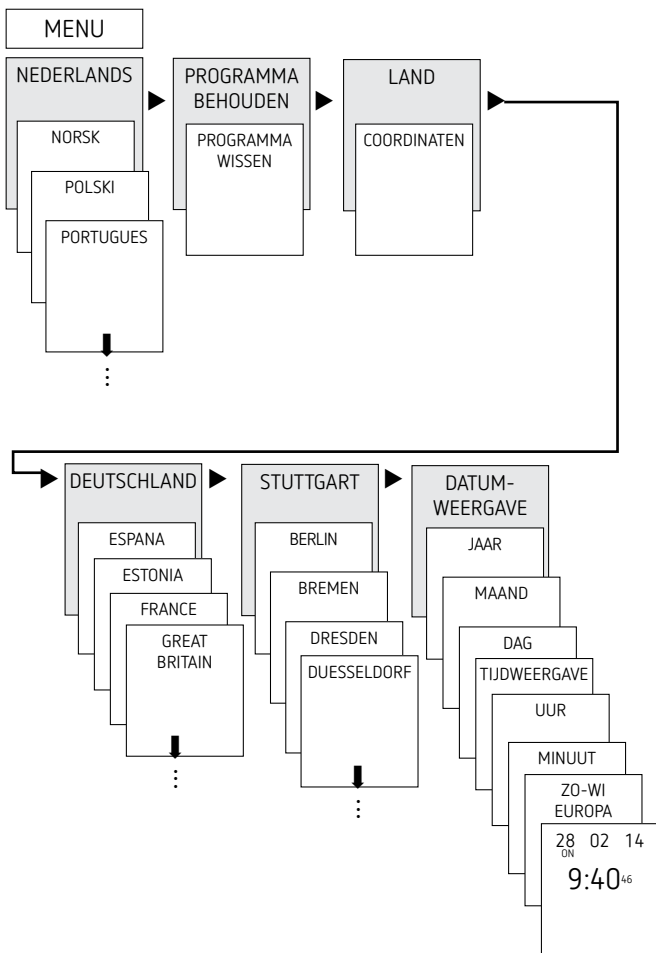 MENU
NEDERLANDS
NORSK
POLSKI
PORTUGUES
PROGRAMMA
BEHOUDEN
PROGRAMMA
WISSEN
LAND
COORDINATEN
DEUTSCHLAND
ESPANA
ESTONIA
FRANCE
GREAT
BRITAIN
STUTTGART
BERLIN
BREMEN
DRESDEN
DUESSELDORF
DATUM-
WEERGAVE
JAAR
MAAND
DAG
TIJDWEERGAVE
UUR
MINUUT
ZO-WI
EUROPA
28 02 14
ON
9:40 46